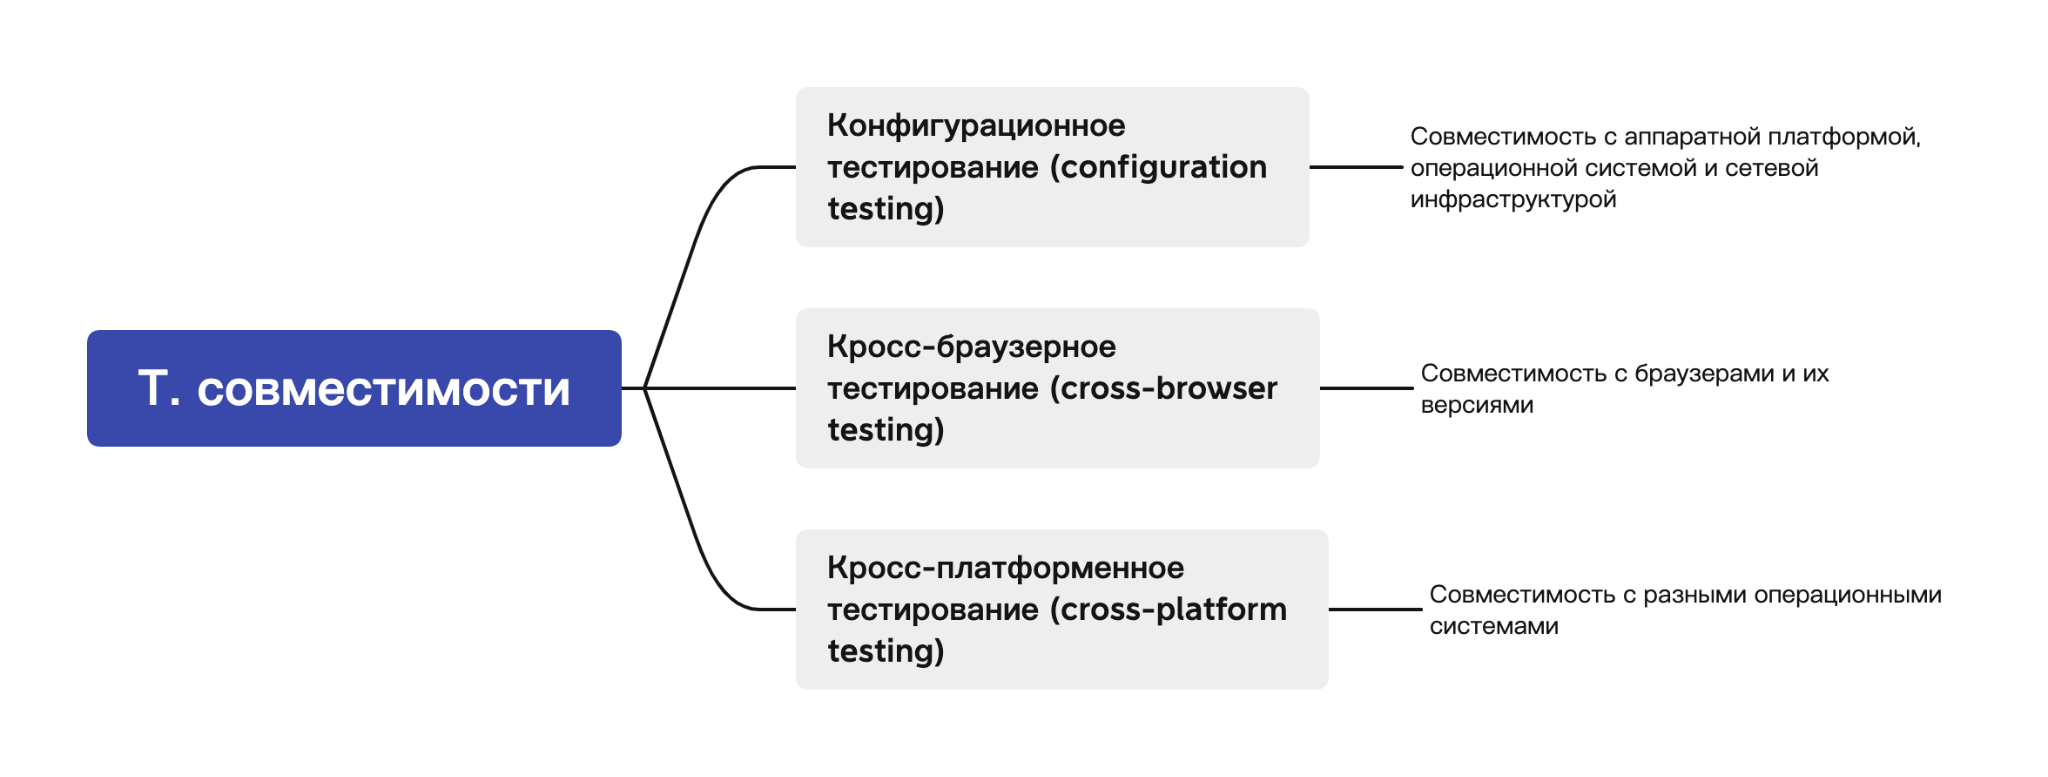 Т. совместимости
Конфигурационное
тестирование (configuration
testing)
Совместимость с аппаратной платформой,
операционной системой и сетевой
инфраструктурой
Кросс-браузерное
тестирование (cross-browser
testing)
Совместимость с браузерами и их
версиями
Кросс-платформенное
тестирование (cross-platform
testing)
Совместимость с разными операционными
системами